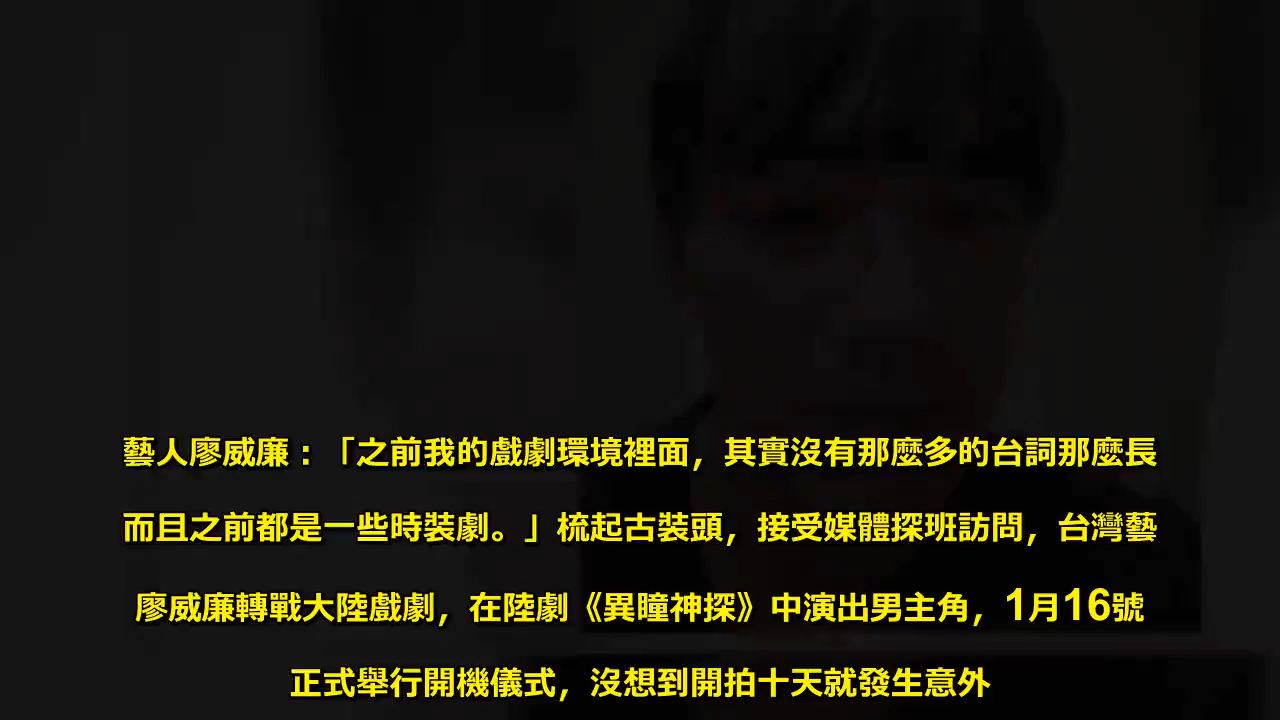 藝人廖威廉：「之前我的戲劇環境裡面，其實沒有那麼多的台詞那麼長
而且之前都是一些時裝劇。」梳起古裝頭，接受媒體探班訪問，台灣藝
廖威廉轉戰大陸戲劇，在陸劇《異瞳神探》中演出男主角，1月16號
正式舉行開機儀式，沒想到開拍十天就發生意外